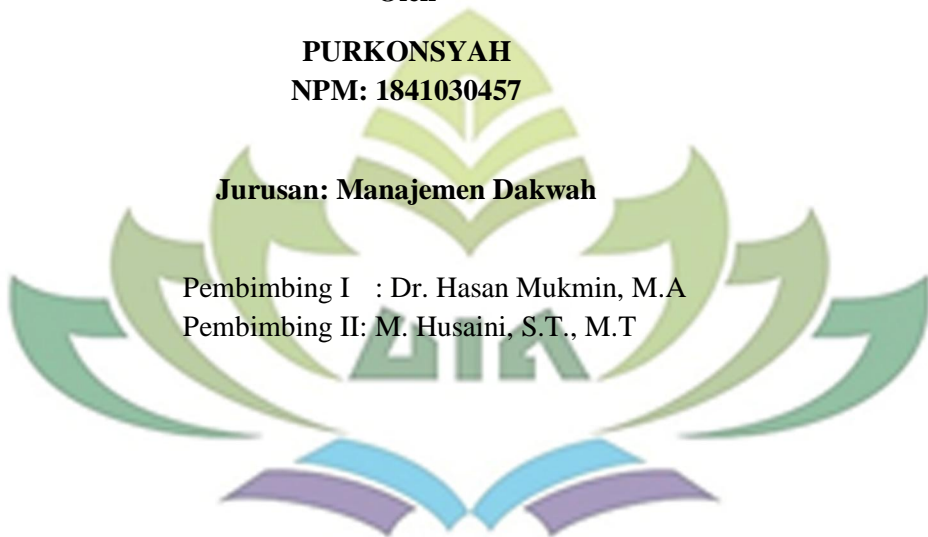 PURKONSYAH
NPM: 1841030457
Jurusan: Manajemen Dakwah
Pembimbing I : Dr. Hasan Mukmin, M.A
Pembimbing II: M. Husaini, S.T., M.T